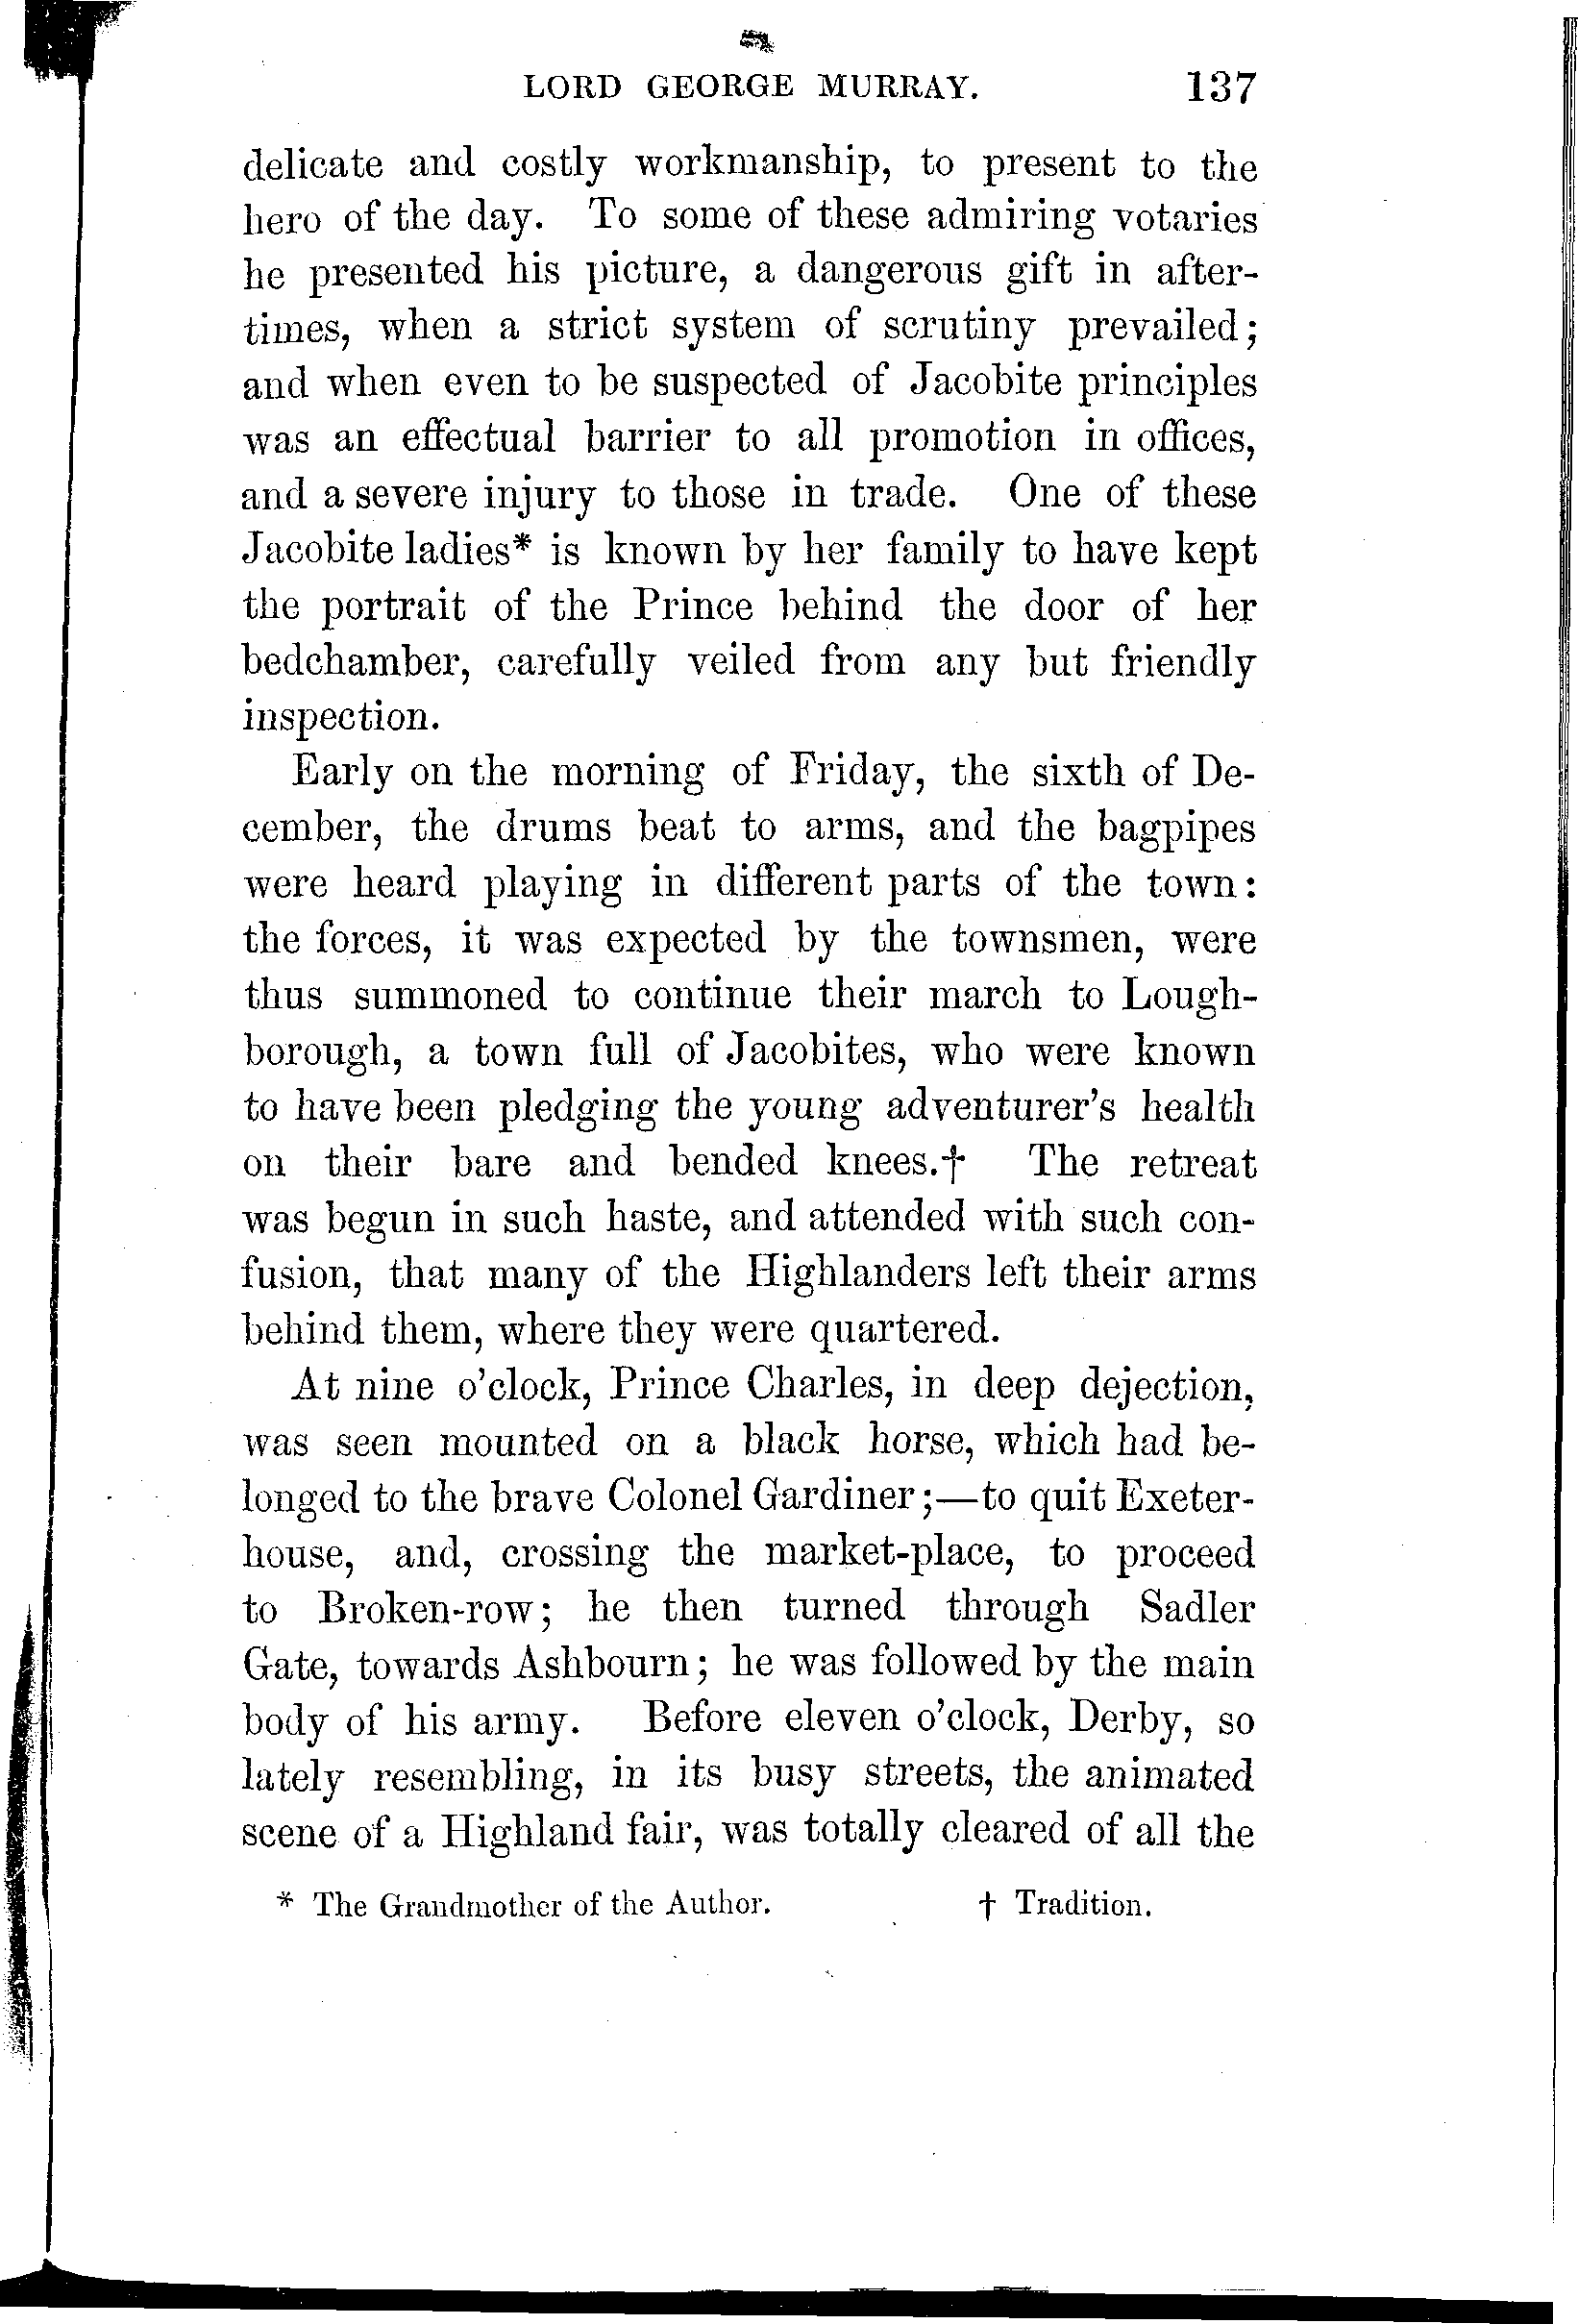 LORD GEORGE MURRAY. 137
delicate and costly workmanship, to present to the
hero of the day. To some of these admiring votaries
he presented his picture, a dangerous gift in after-
times, when a strict system of scrutiny prevailed;
and when even to be suspected of Jacobite principles
was an effectual barrier to all promotion in offices,
and a severe injury to those in trade. One of these
Jacobite ladies* is known by her family to have kept
the portrait of the Prince behind the door of her
bedchamber, carefully veiled from any but friendly
inspection.
Early on the morning of Friday, the sixth of De-
cember, the drums beat to arms, and the bagpipes
were heard playing in different parts of the town:
the forces, it was expected by the townsmen, were
thus summoned to continue their march to Lough-
borough, a town full of Jacobites, who were known
to have been pledging the young adventurer's health
on their bare and bended knees.† The retreat
was begun in such haste, and attended with such con-
fusion, that many of the Highlanders left their arms
behind them, where they were quartered.
At nine o'clock, Prince Charles, in deep dejection,
was seen mounted on a black horse, which had be-
longed to the brave Colonel Gardiner;—to quit Exeter-
house, and, crossing the market-place, to proceed
to Broken-row; he then turned through Sadler
Gate, towards Ashbourn; he was followed by the main
body of his army. Before eleven o'clock, Derby, so
lately resembling, in its busy streets, the animated
scene of a Highland fair, was totally cleared of all the
* The Grandmother of the Author. † Tradition.